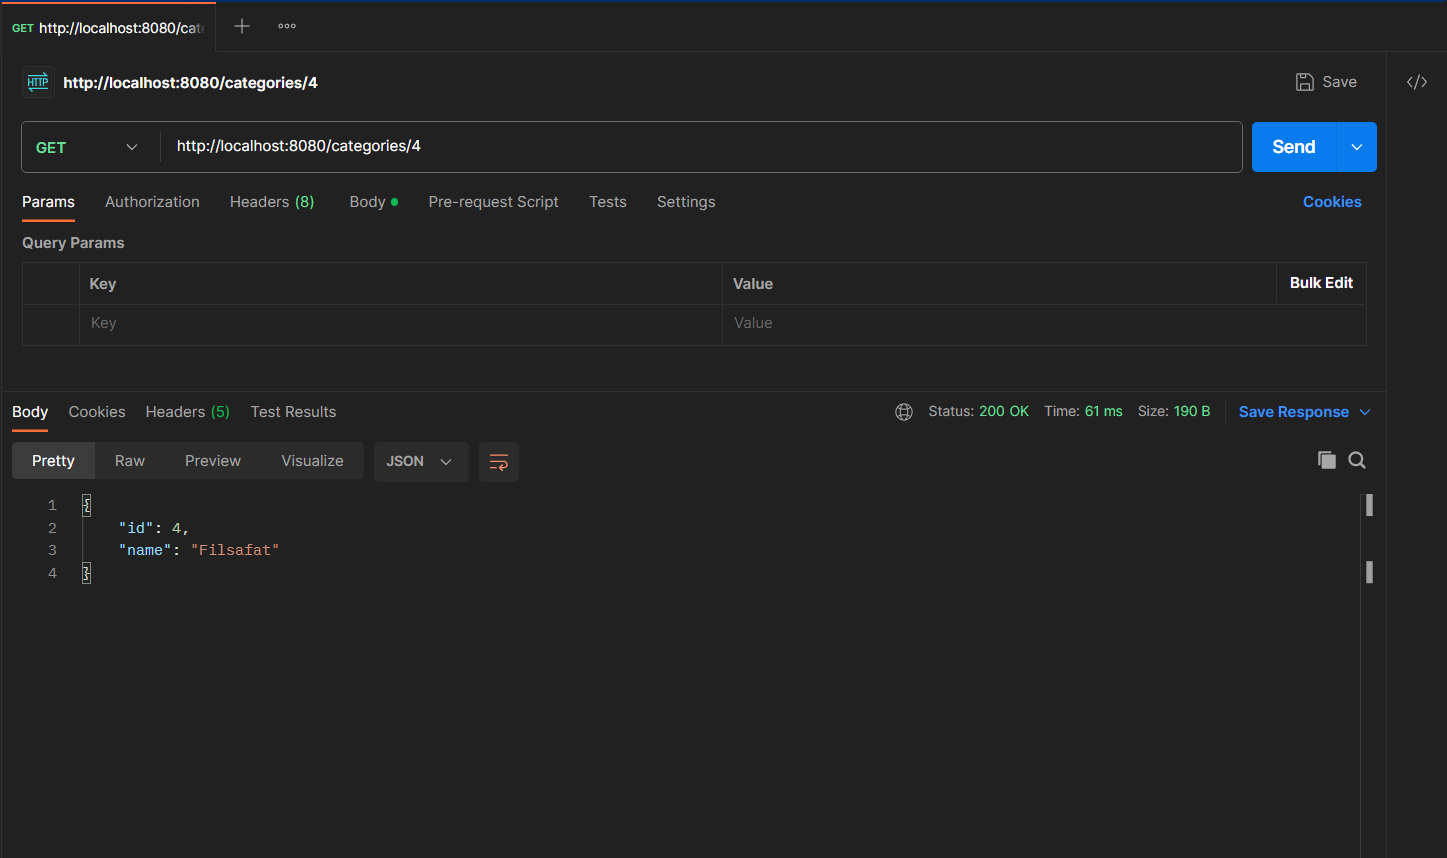 GET http://localhost:8080/cate
HTTP http://localhost:8080/categories/4 Save
GET http://localhost:8080/categories/4 Send
Params Authorization Headers (8) Body Pre-request Script Tests Settings Cookies
Query Params
Key Value Bulk Edit
Key Value
Body Cookies Headers (5) Test Results Status: 200 OK Time: 61 ms Size: 190 B Save Response
Pretty Raw Preview Visualize JSON
1 {
2 "id": 4,
3 "name": "Filsafat"
4 }